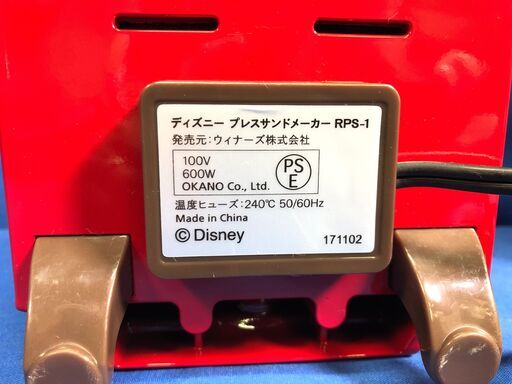 ディズニー プレスサンドメーカー RPS-1
発売元:ウィナーズ株式会社
100V
600W
OKANO Co., Ltd.
PS
E
温度ヒューズ:240℃ 50/60Hz
Made in China
©Disney
171102